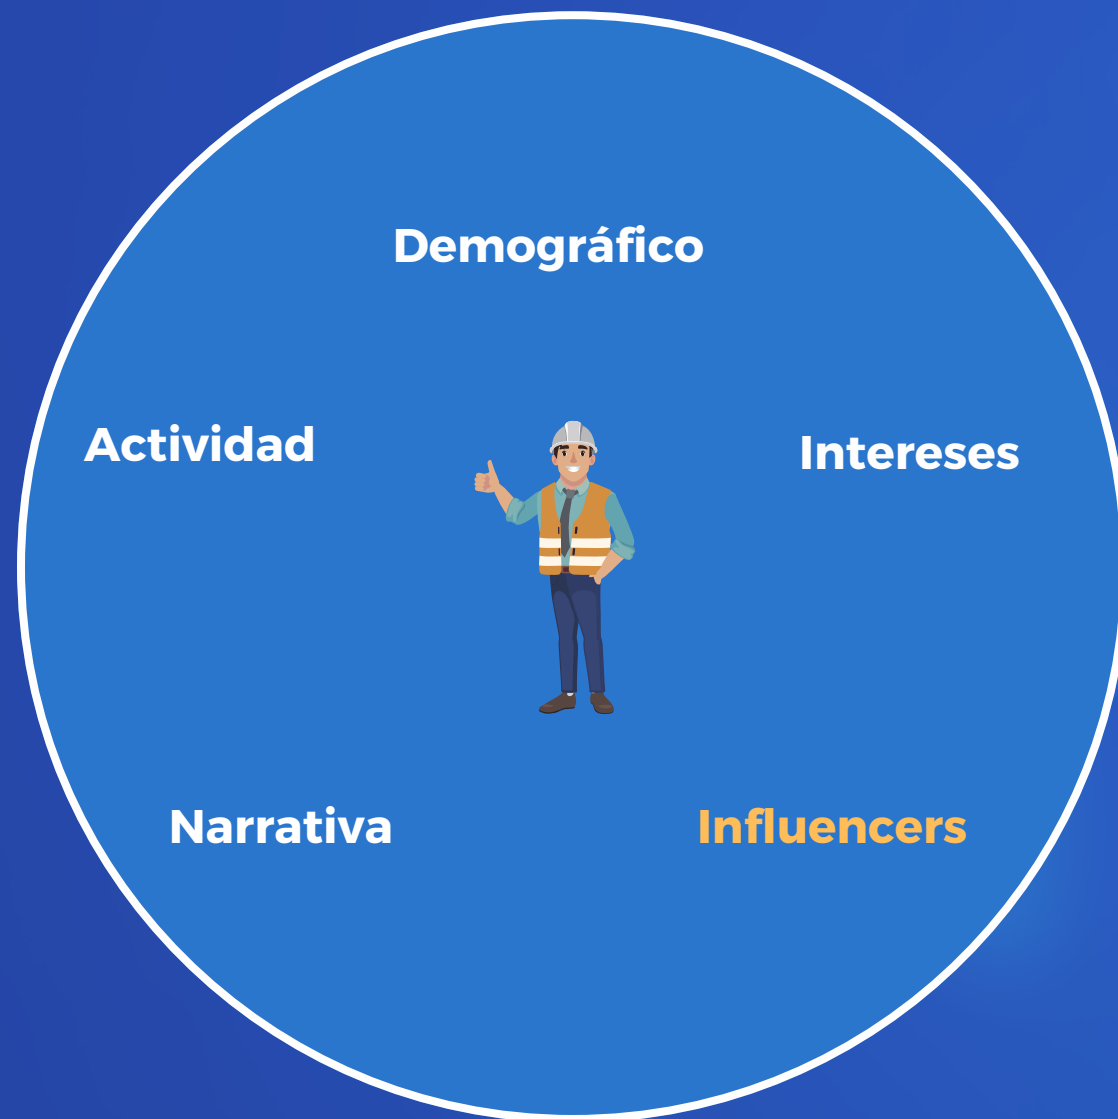 Demográfico
Actividad
Intereses
Narrativa
Influencers